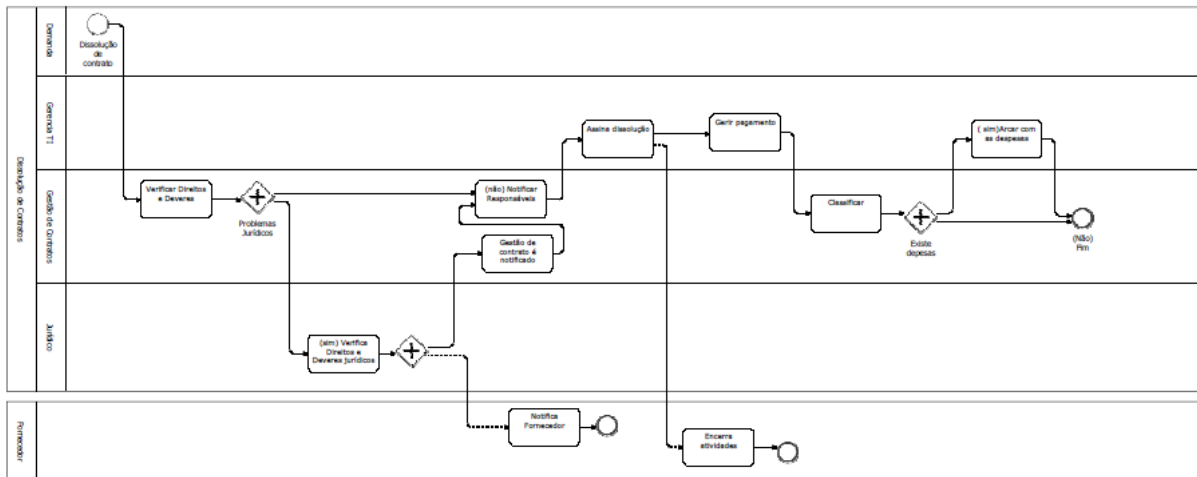 Dissolução de Contratos
Demanda
Dissolução
de
contrato
Gerencia TI
Assina dissolução
Gerir pagamento
( sim)Arcar com
as despesas
Gestão de Contratos
Verificar Direitos
e Deveres
Problemas
Jurídicos
(não) Notificar
Responsáveis
Gestão de
contrato é
notificado
Classificar
Existe
depesas
(Não)
Fim
Jurídico
(sim) Verifica
Direitos e
Deveres jurídicos
Fornecedor
Notifica
Fornecedor
Encerra
atividades